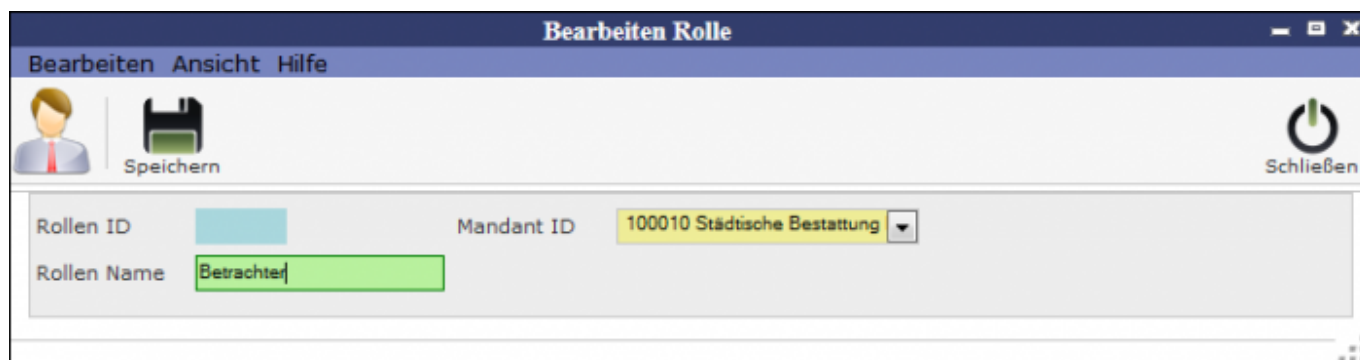 Bearbeiten Rolle
Bearbeiten Ansicht Hilfe
Speichern
Schließen
Rollen ID
Mandant ID
100010 Städtische Bestattung
Rollen Name
Betrachter